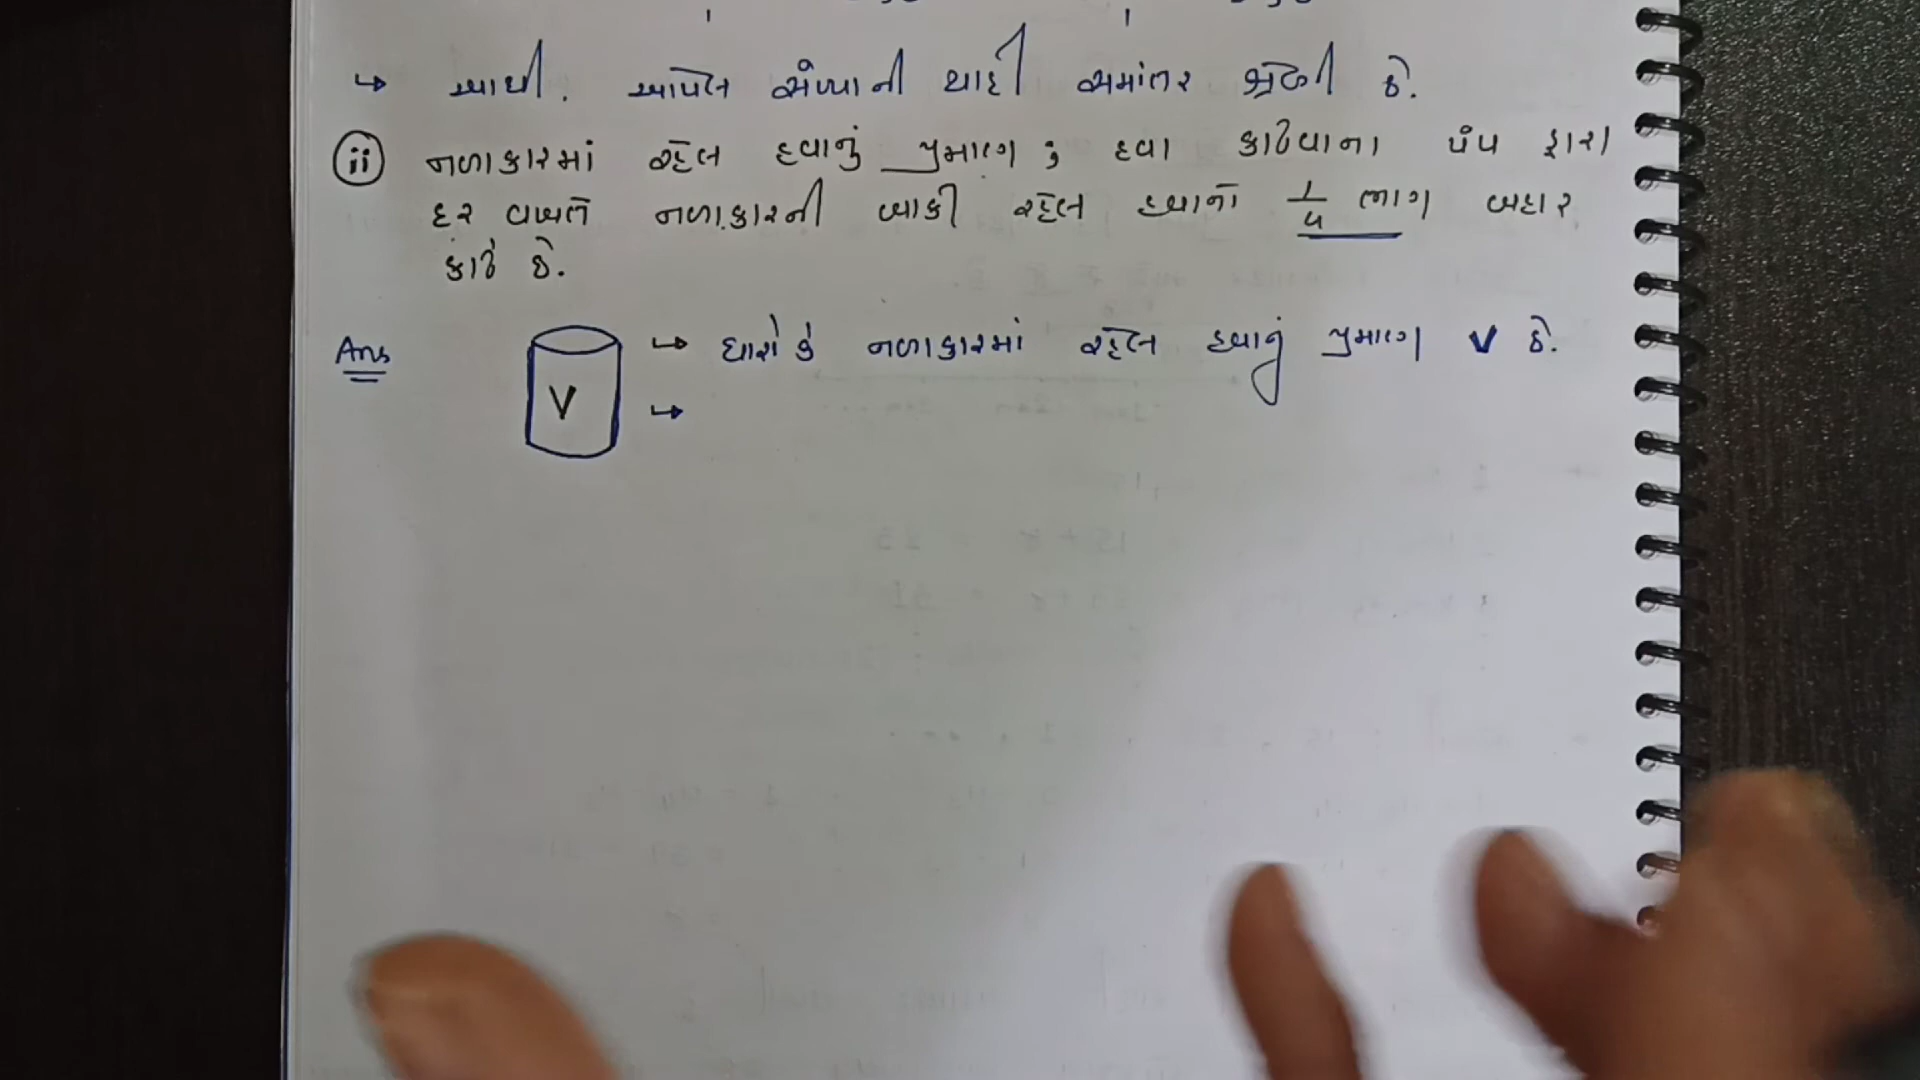 ↳ આથી. આપેલ સંખ્યાની યાદી સમાંતર શ્રેણી છે.
(ii) નળાકારમાં રહેલ હવાનું પ્રમાણ ; હવા કાઢવાના પંપ દ્વારા
દર વખતે નળાકારની બાકી રહેલ હવાનો 1/4 ભાગ બહાર
કાઢે છે.
Ans ↳ ધારો કે નળાકારમાં રહેલ હવાનું પ્રમાણ V છે.
V ↳